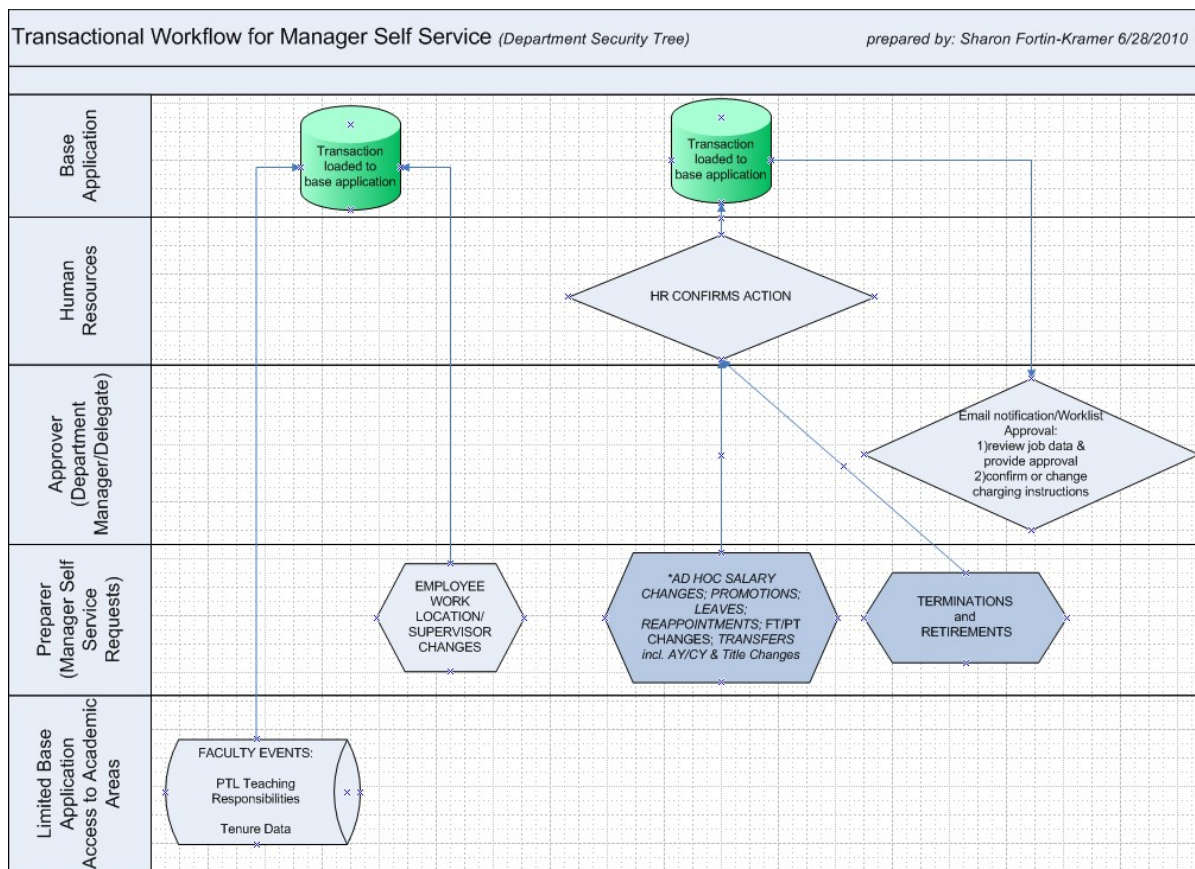 Transactional Workflow for Manager Self Service (Department Security Tree)
prepared by: Sharon Fortin-Kramer 6/28/2010
Base
Application
Transaction
loaded to
base application
Transaction
loaded to
base application
Human
Resources
HR CONFIRMS ACTION
Approver
(Department
Manager/Delegate)
Email notification/Worklist
Approval:
1)review job data &
provide approval
2)confirm or change
charging instructions
Preparer
(Manager Self
Service
Requests)
EMPLOYEE
WORK
LOCATION/
SUPERVISOR
CHANGES
*AD HOC SALARY
CHANGES; PROMOTIONS;
LEAVES;
REAPPOINTMENTS; FT/PT
CHANGES; TRANSFERS
incl. AY/CY & Title Changes
TERMINATIONS
and
RETIREMENTS
Limited Base
Application
Access to Academic
Areas
FACULTY EVENTS:
PTL Teaching
Responsibilities
Tenure Data